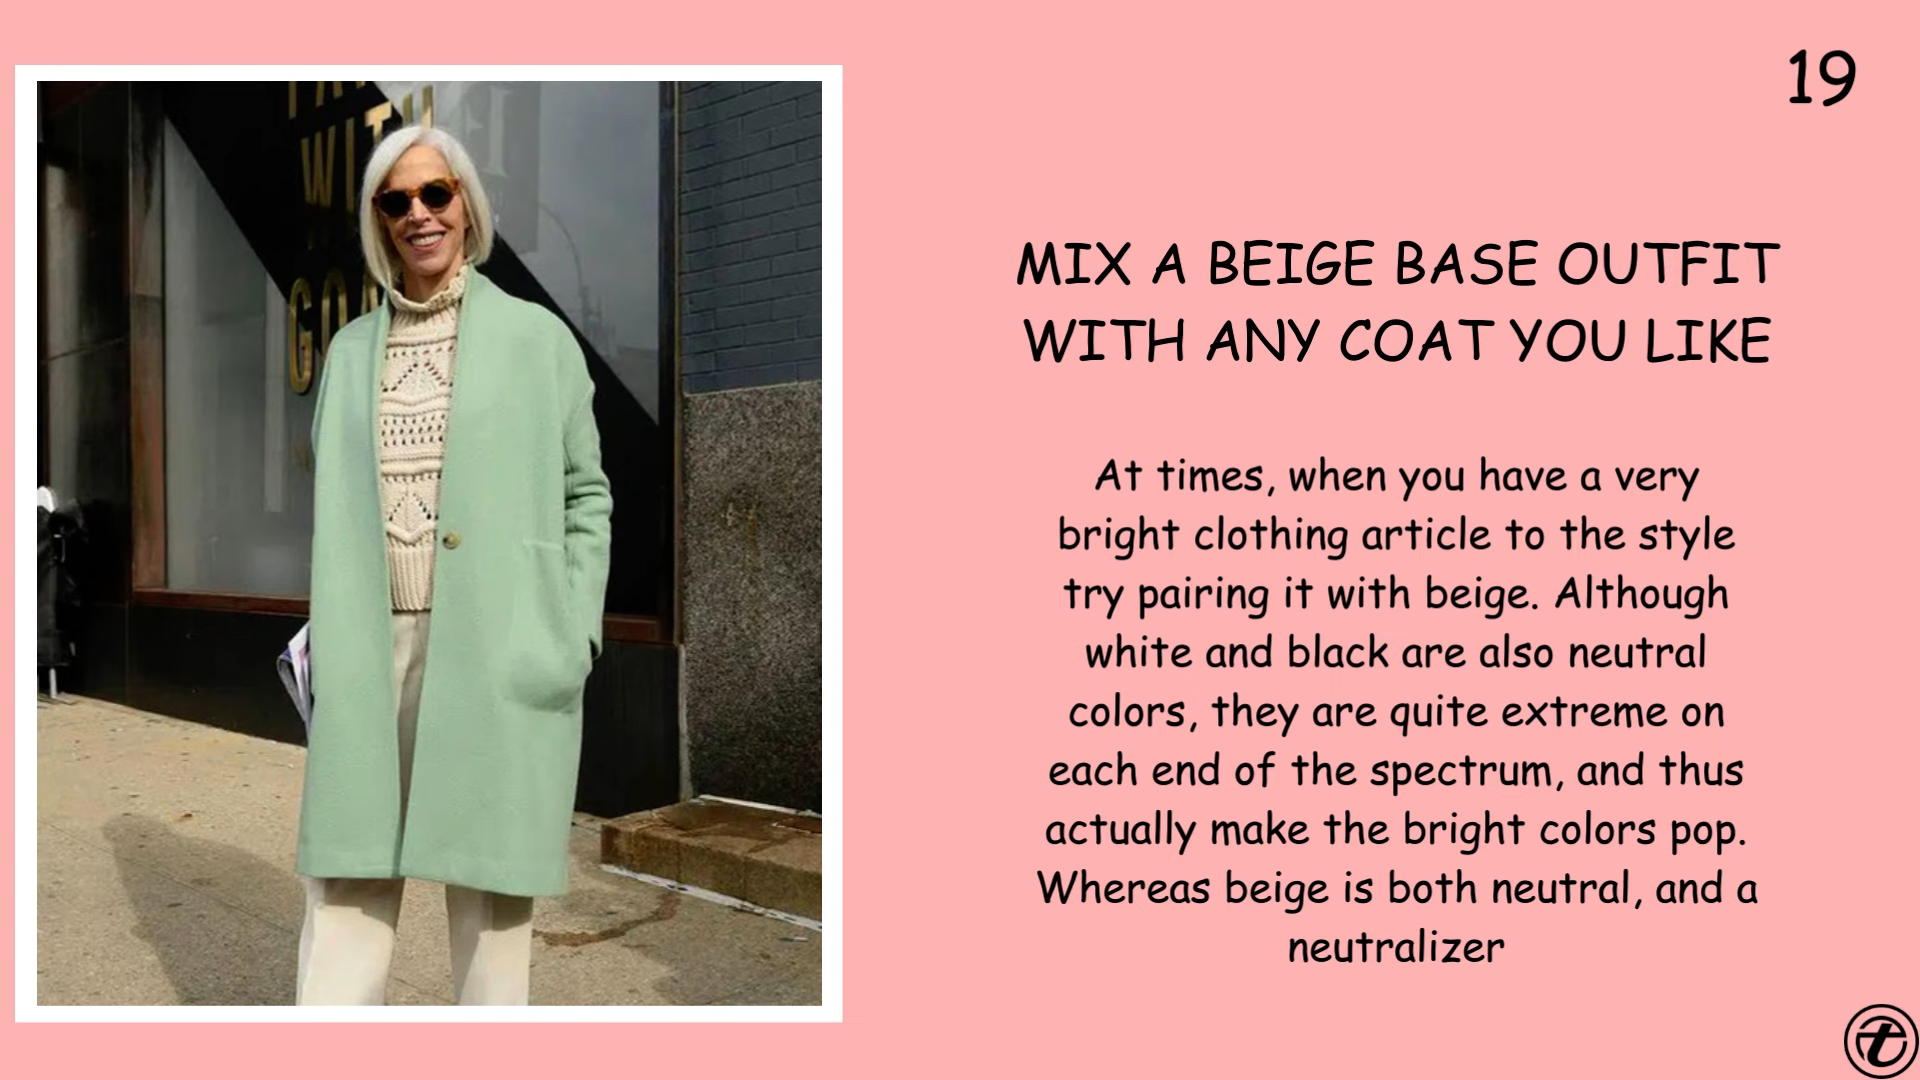 19
MIX A BEIGE BASE OUTFIT
WITH ANY COAT YOU LIKE
At times, when you have a very
bright clothing article to the style
try pairing it with beige. Although
white and black are also neutral
colors, they are quite extreme on
each end of the spectrum, and thus
actually make the bright colors pop.
Whereas beige is both neutral, and a
neutralizer
WITH
t